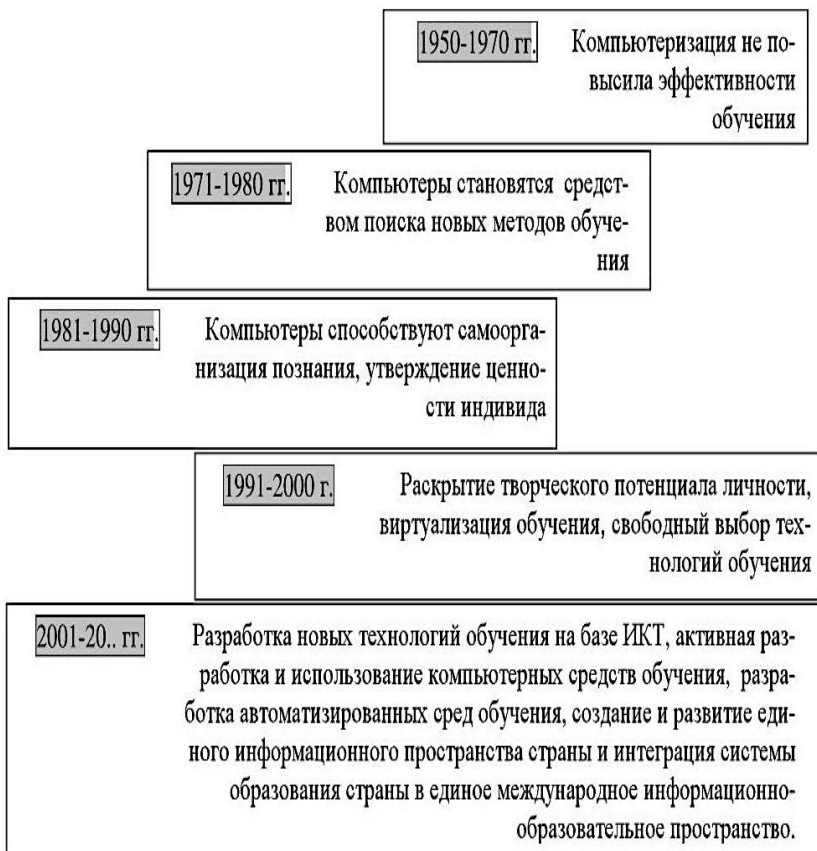 1950-1970 гг. Компьютеризация не по-
высила эффективности
обучения
1971-1980 гг. Компьютеры становятся средст-
вом поиска новых методов обуче-
ния
1981-1990 гг. Компьютеры способствуют самоорга-
низация познания, утверждение ценно-
сти индивида
1991-2000 г. Раскрытие творческого потенциала личности,
виртуализация обучения, свободный выбор тех-
нологий обучения
2001-20.. гг. Разработка новых технологий обучения на базе ИКТ, активная раз-
работка и использование компьютерных средств обучения, разра-
ботка автоматизированных сред обучения, создание и развитие еди-
ного информационного пространства страны и интеграция системы
образования страны в единое международное информационно-
образовательное пространство.